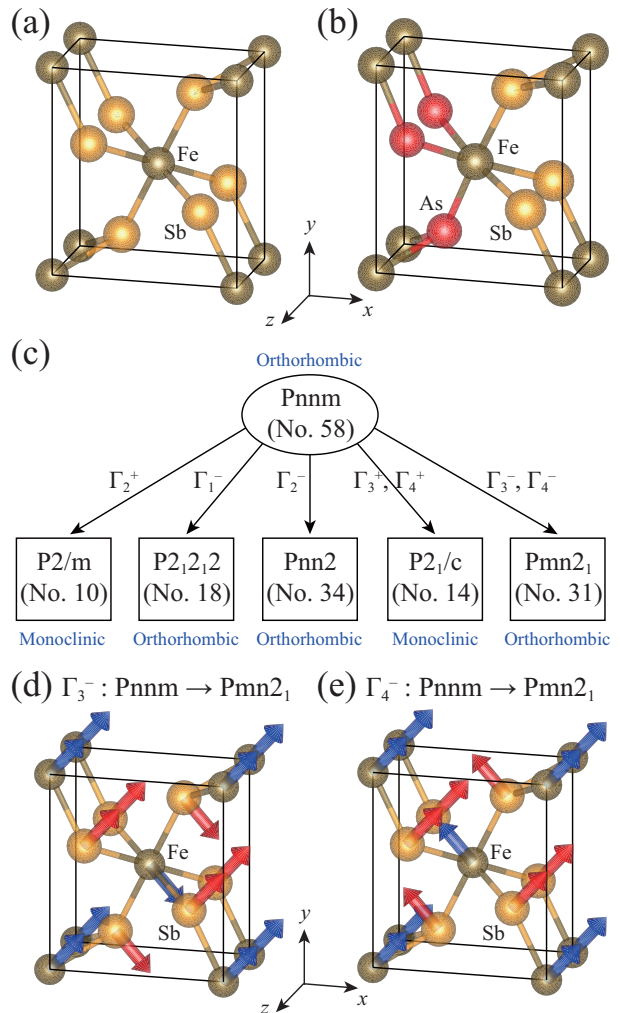 (a)
(b)
Fe
Sb
Fe
As
Sb
y
x
z
(c)
Orthorhombic
Pnnm
(No. 58)
Γ₂⁺
Γ₁⁻
Γ₂⁻
Γ₃⁺, Γ₄⁺
Γ₃⁻, Γ₄⁻
P2/m
(No. 10)
P2₁2₁2
(No. 18)
Pnn2
(No. 34)
P2₁/c
(No. 14)
Pmn2₁
(No. 31)
Monoclinic
Orthorhombic
Orthorhombic
Monoclinic
Orthorhombic
(d) Γ₃⁻ : Pnnm → Pmn2₁
(e) Γ₄⁻ : Pnnm → Pmn2₁
Fe
Sb
Fe
Sb
y
x
z